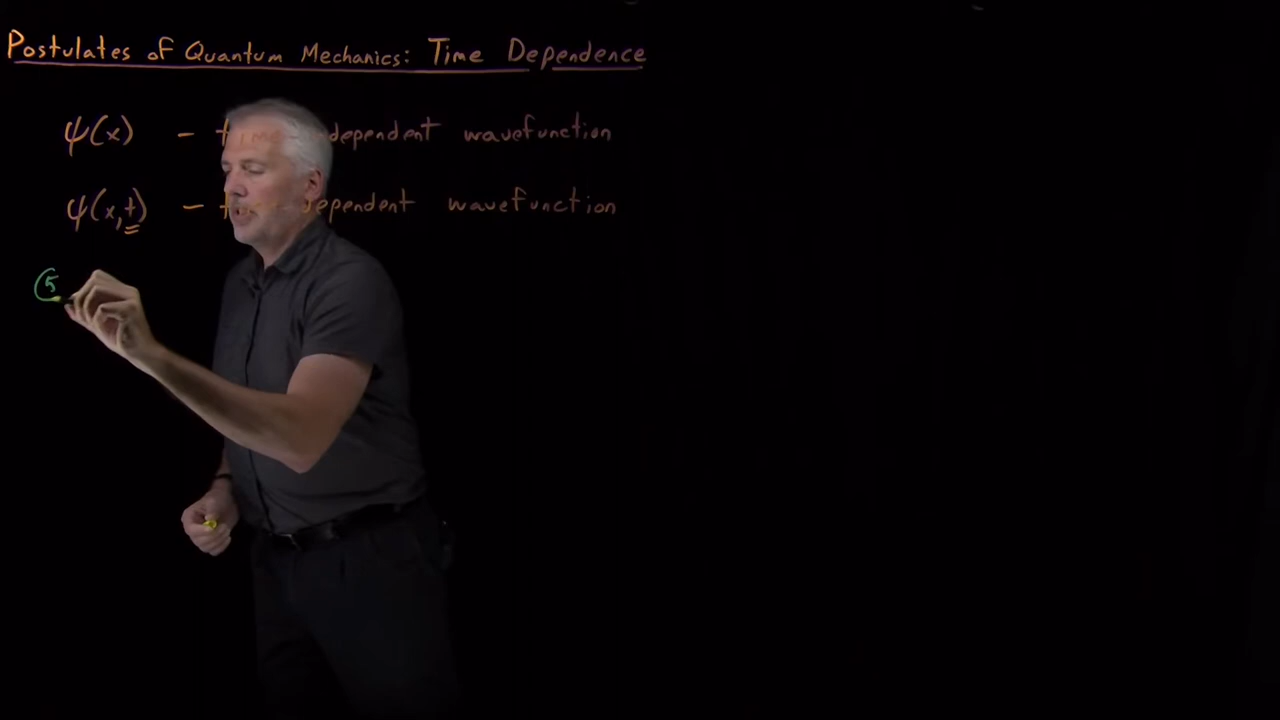 Postulates of Quantum Mechanics: Time Dependence
ψ(x) - dependent wavefunction
ψ(x,t) - dependent wavefunction
5